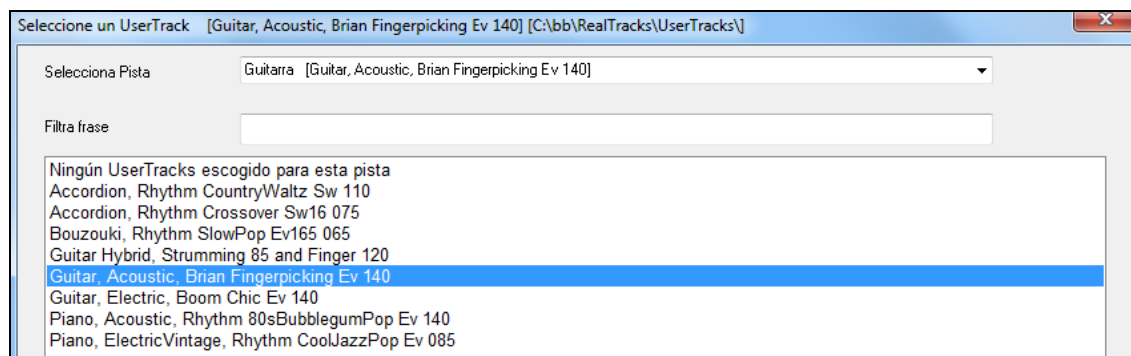 Seleccione un UserTrack [Guitar, Acoustic, Brian Fingerpicking Ev 140] [C:\bb\RealTracks\UserTracks\]
Selecciona Pista Guitarra [Guitar, Acoustic, Brian Fingerpicking Ev 140]
Filtra frase
Ningún UserTracks escogido para esta pista
Accordion, Rhythm CountryWaltz Sw 110
Accordion, Rhythm Crossover Sw16 075
Bouzouki, Rhythm SlowPop Ev165 065
Guitar Hybrid, Strumming 85 and Finger 120
Guitar, Acoustic, Brian Fingerpicking Ev 140
Guitar, Electric, Boom Chic Ev 140
Piano, Acoustic, Rhythm 80sBubblegumPop Ev 140
Piano, ElectricVintage, Rhythm CoolJazzPop Ev 085